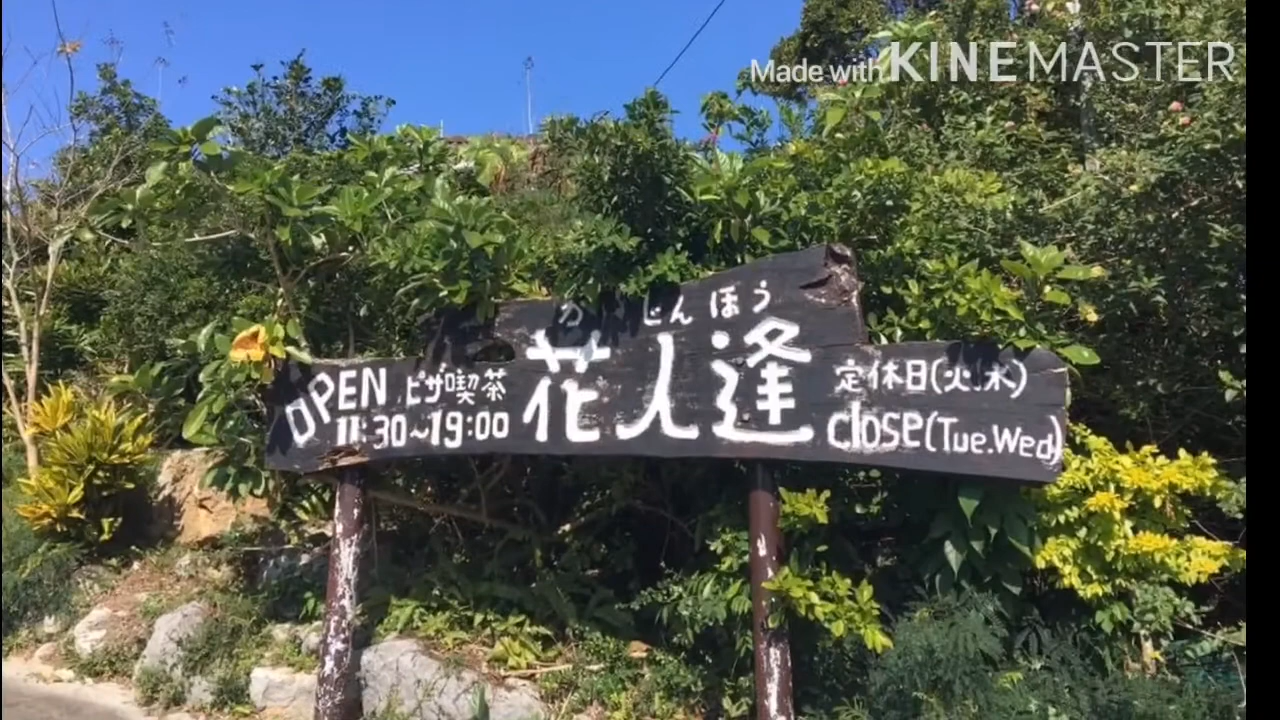 Made with KINEMASTER
か じんほう
OPEN ピザ喫茶
11:30~19:00
花人逢
定休日(火・水)
close(Tue.Wed)